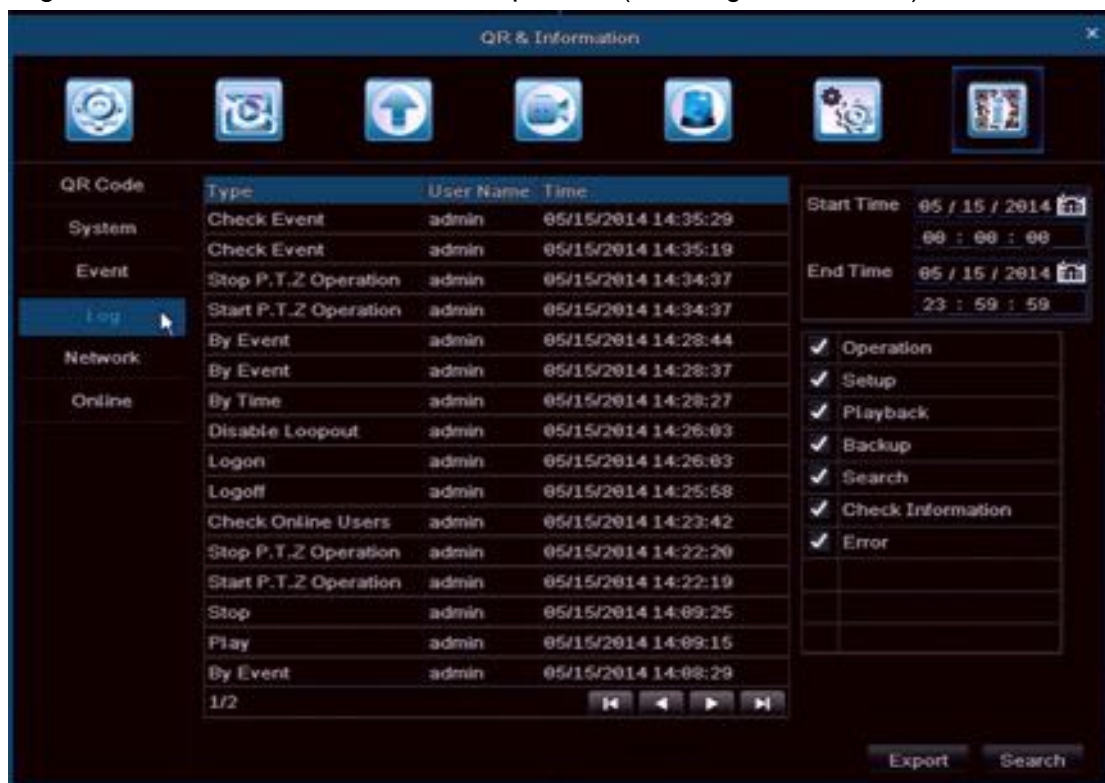 QR & Information
QR Code
System
Event
Log
Network
Online
Type User Name Time
Check Event admin 05/15/2014 14:35:29
Check Event admin 05/15/2014 14:35:19
Stop P.T.Z Operation admin 05/15/2014 14:34:37
Start P.T.Z Operation admin 05/15/2014 14:34:37
By Event admin 05/15/2014 14:28:44
By Event admin 05/15/2014 14:28:37
By Time admin 05/15/2014 14:28:27
Disable Loopout admin 05/15/2014 14:26:03
Logon admin 05/15/2014 14:26:03
Logoff admin 05/15/2014 14:25:58
Check Online Users admin 05/15/2014 14:23:42
Stop P.T.Z Operation admin 05/15/2014 14:22:20
Start P.T.Z Operation admin 05/15/2014 14:22:19
Stop admin 05/15/2014 14:09:25
Play admin 05/15/2014 14:09:15
By Event admin 05/15/2014 14:08:29
1/2
Start Time 05 / 15 / 2014
00 : 00 : 00
End Time 05 / 15 / 2014
23 : 59 : 59
Operation
Setup
Playback
Backup
Search
Check Information
Error
Export Search